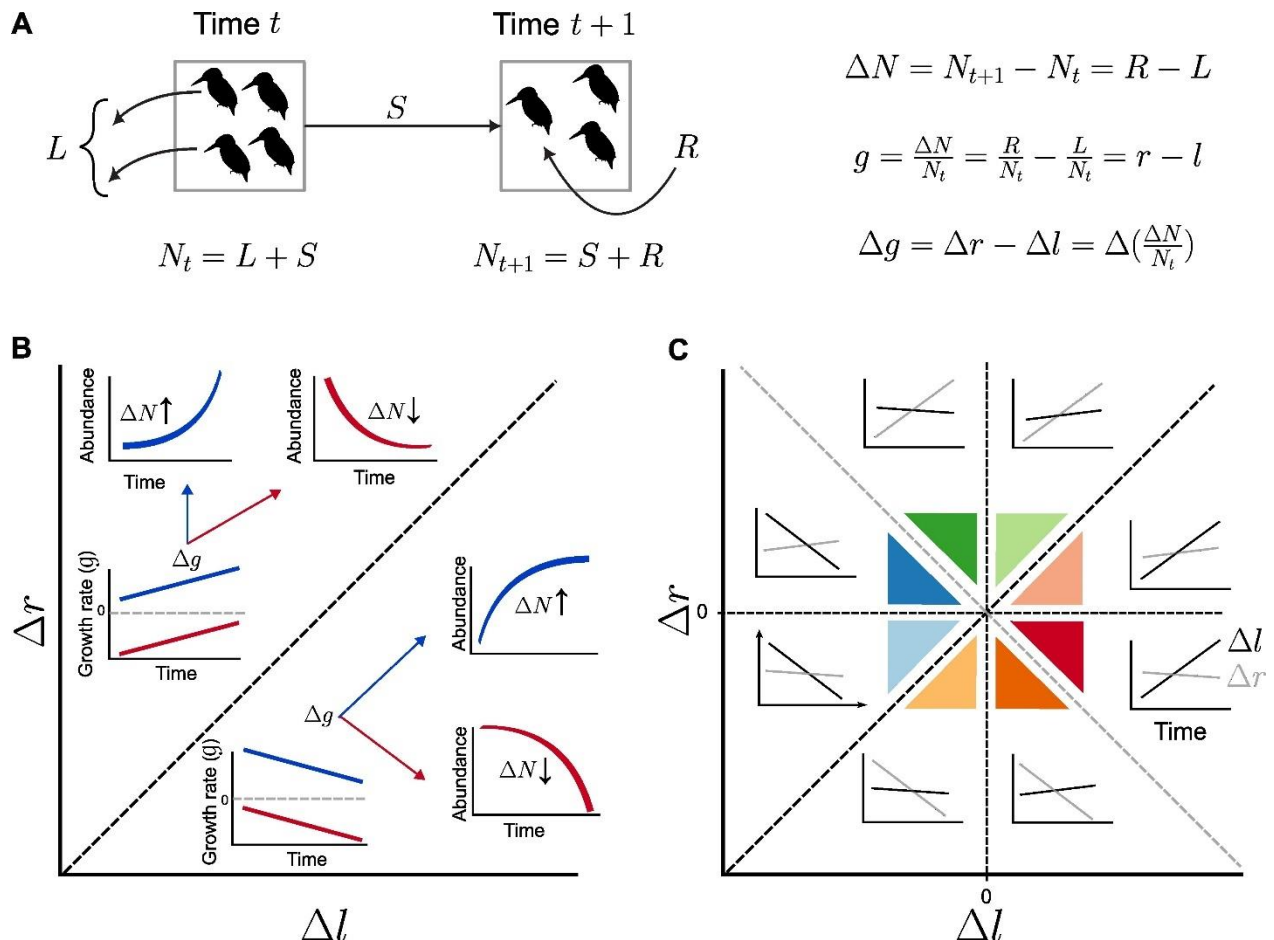 A
Time t
Time t + 1
L
S
R
N_t = L + S
N_{t+1} = S + R
ΔN = N_{t+1} − N_t = R − L
g = ΔN/N_t = R/N_t − L/N_t = r − l
Δg = Δr − Δl = Δ(ΔN/N_t)
B
Abundance
ΔN↑
Time
Abundance
ΔN↓
Time
Δg
Growth rate (g)
0
Time
Abundance
ΔN↑
Δg
Growth rate (g)
0
Time
Abundance
ΔN↓
Time
Δr
Δl
C
Δr
0
Δl
Δr
Time
0
Δl